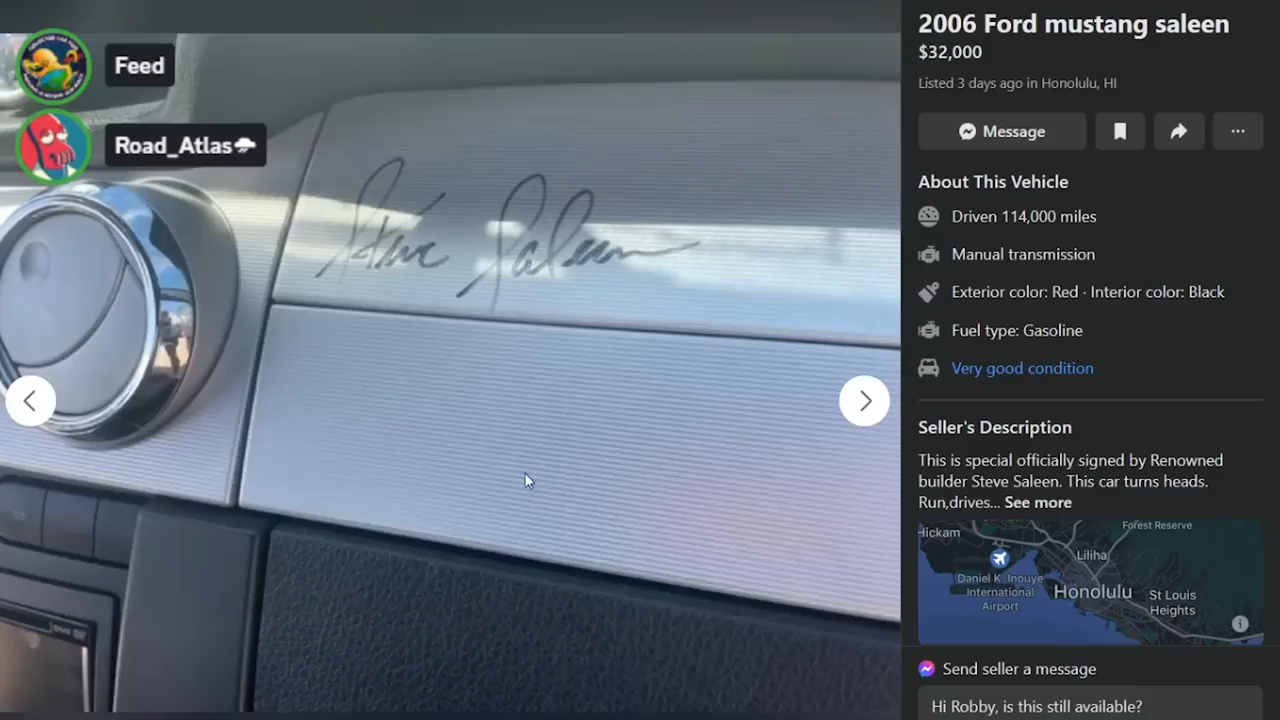 Feed
Road_Atlas
Steve Saleen
2006 Ford mustang saleen
$32,000
Listed 3 days ago in Honolulu, HI
Message
About This Vehicle
Driven 114,000 miles
Manual transmission
Exterior color: Red · Interior color: Black
Fuel type: Gasoline
Very good condition
Seller's Description
This is special officially signed by Renowned
builder Steve Saleen. This car turns heads.
Run,drives... See more
Hickam
Forest Reserve
Liliha
Daniel K. Inouye
International
Airport
Honolulu
St Louis
Heights
Send seller a message
Hi Robby, is this still available?